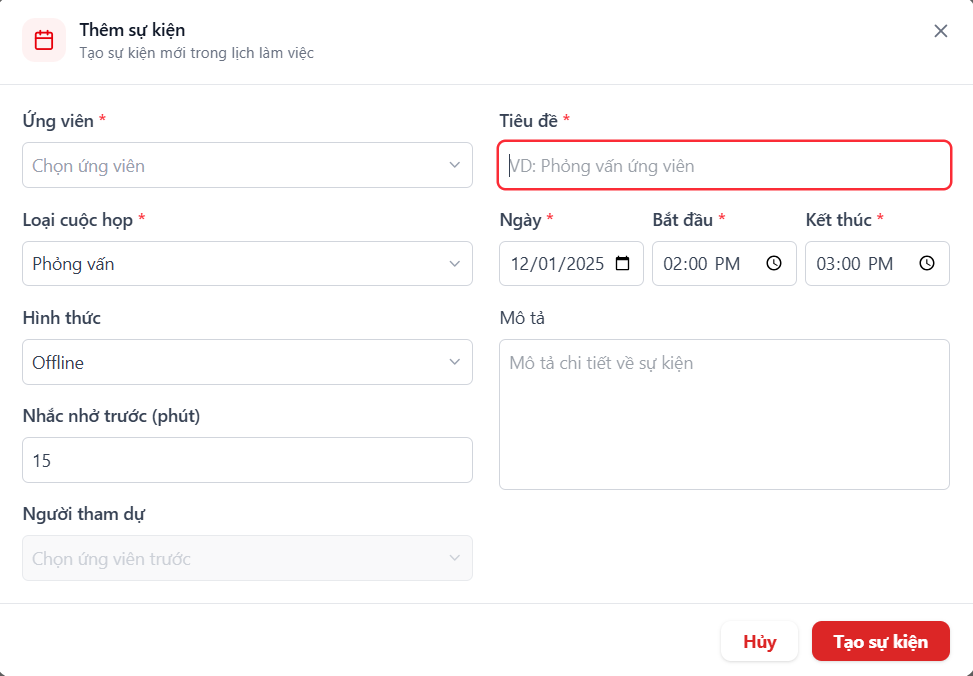 Thêm sự kiện
Tạo sự kiện mới trong lịch làm việc
Ứng viên *
Chọn ứng viên
Tiêu đề *
VD: Phỏng vấn ứng viên
Loại cuộc họp *
Phỏng vấn
Ngày *
Bắt đầu *
Kết thúc *
12/01/2025
02:00 PM
03:00 PM
Hình thức
Offline
Mô tả
Mô tả chi tiết về sự kiện
Nhắc nhở trước (phút)
15
Người tham dự
Chọn ứng viên trước
Hủy
Tạo sự kiện